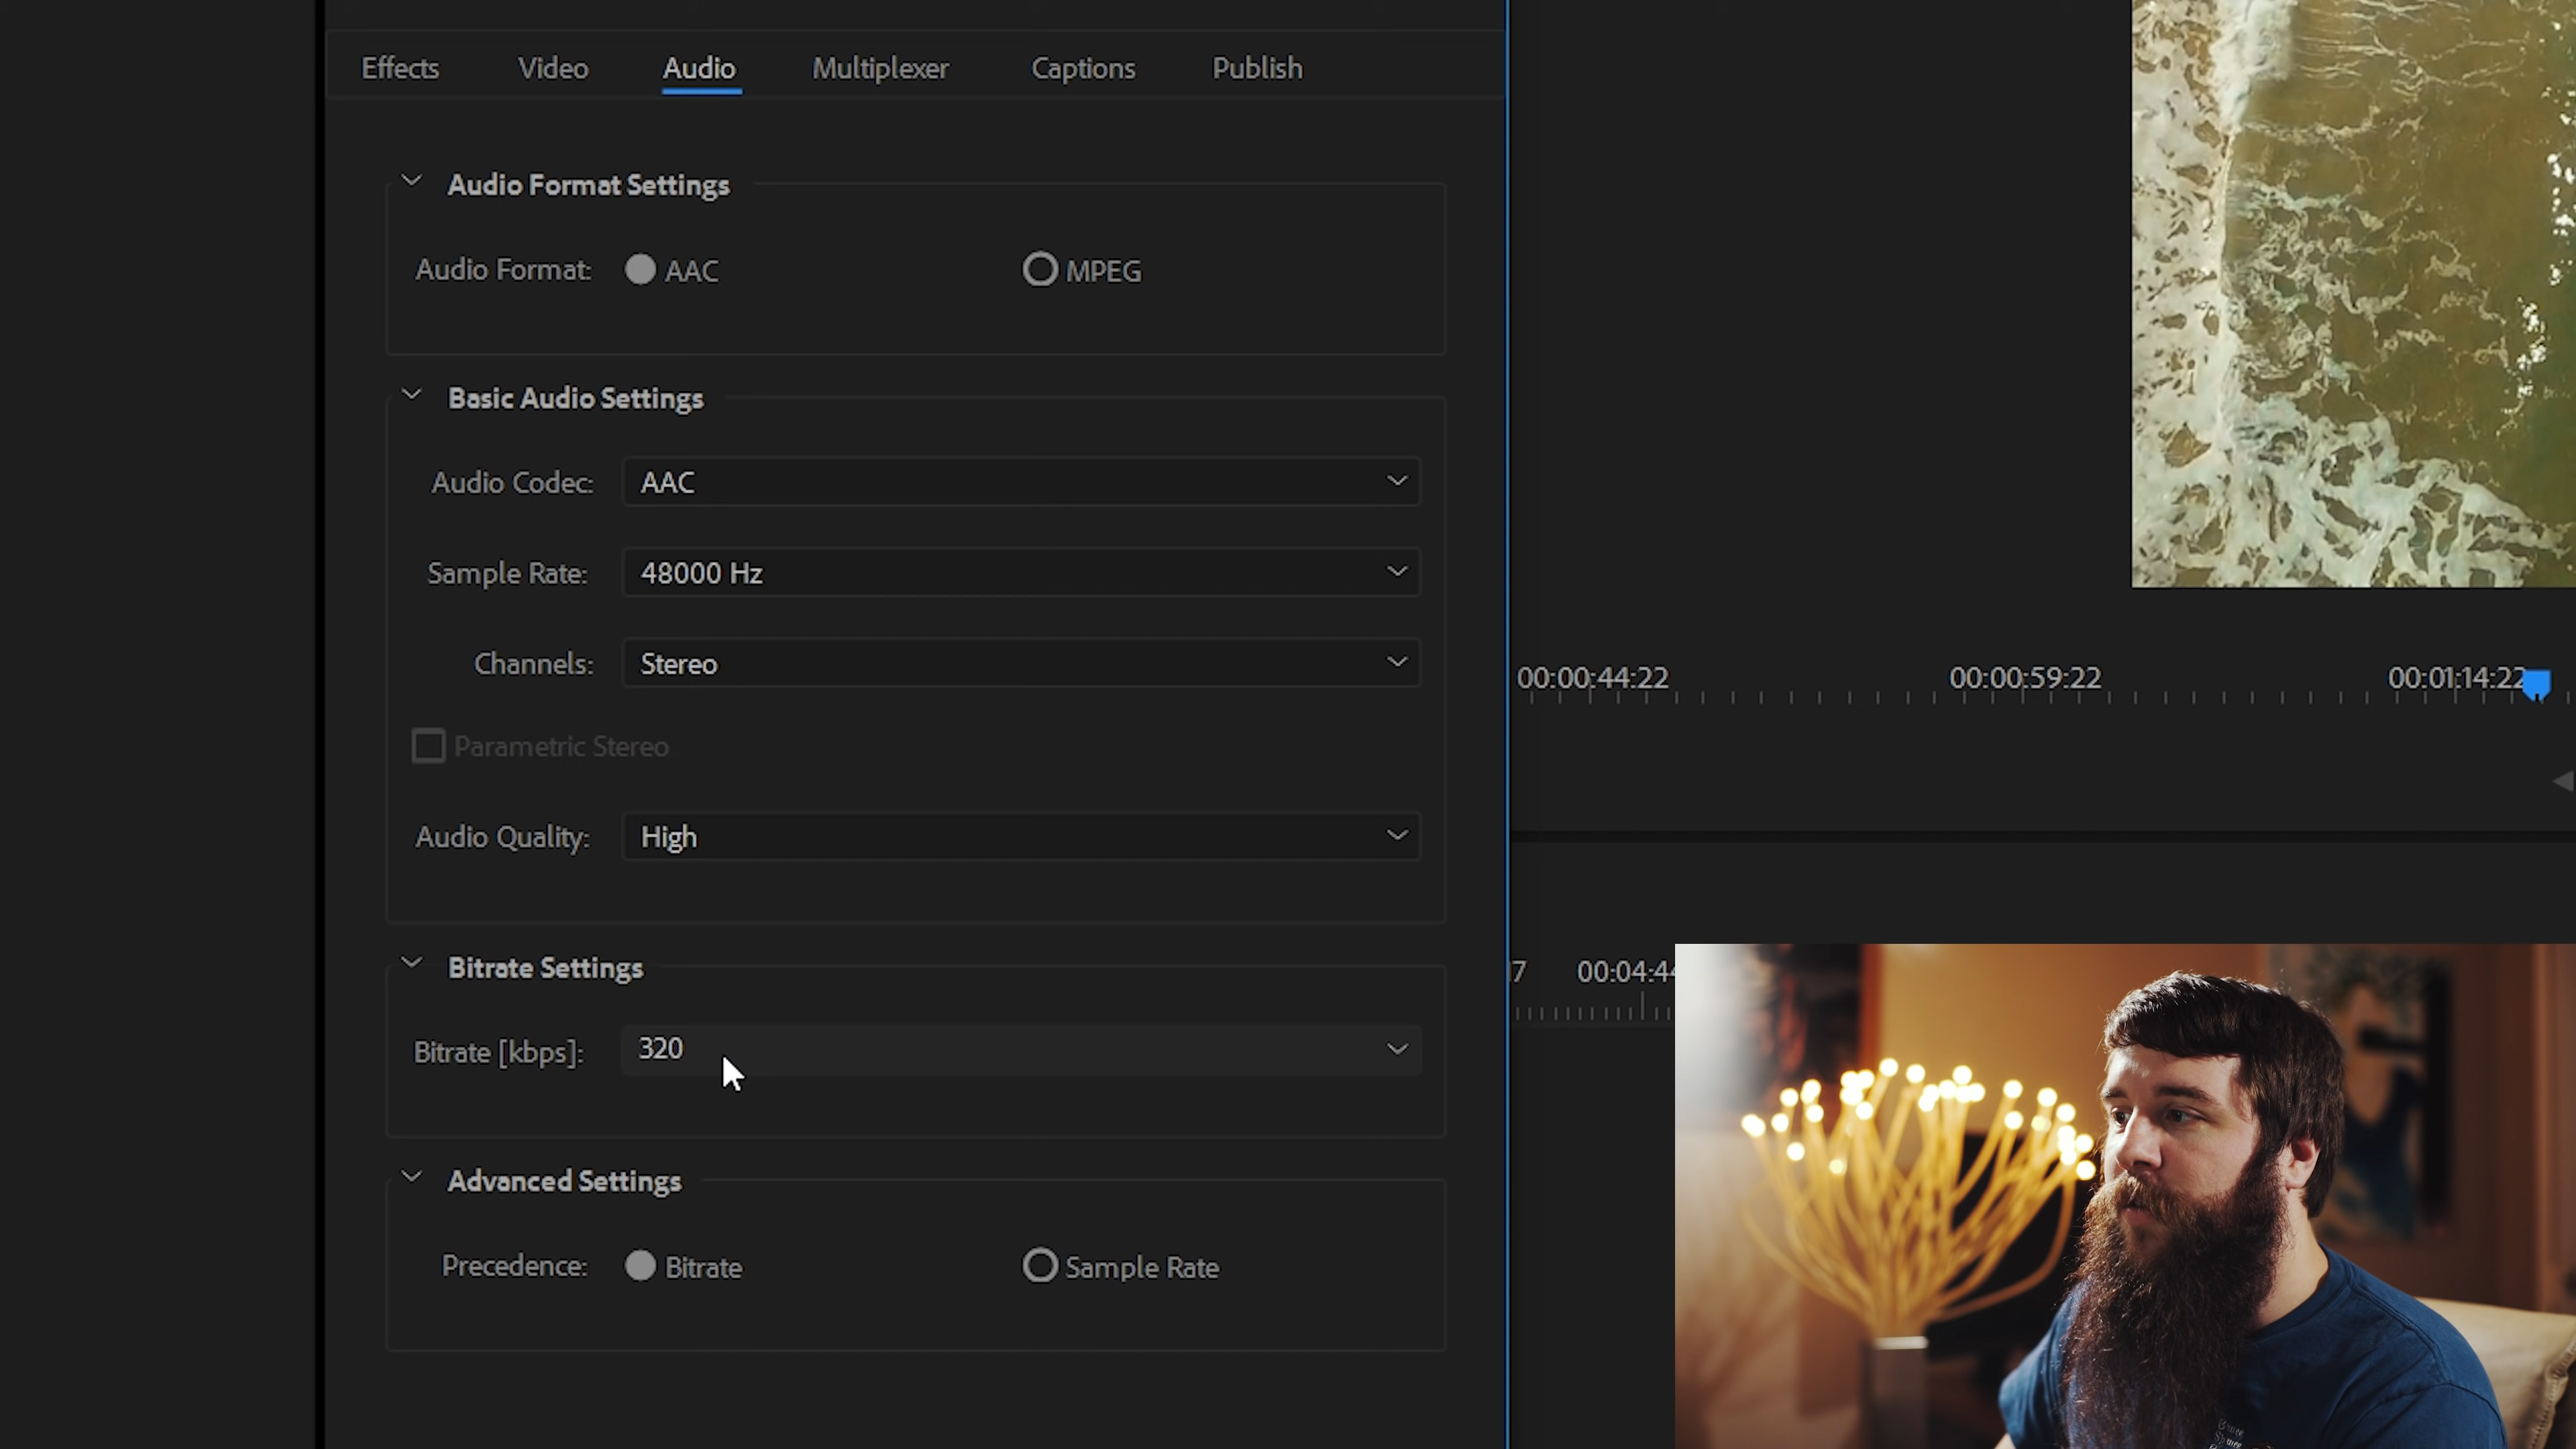 Effects Video Audio Multiplexer Captions Publish
Audio Format Settings
Audio Format: AAC MPEG
Basic Audio Settings
Audio Codec: AAC
Sample Rate: 48000 Hz
Channels: Stereo
Parametric Stereo
Audio Quality: High
Bitrate Settings
Bitrate [kbps]: 320
Advanced Settings
Precedence: Bitrate Sample Rate
00:00:44:22 00:00:59:22 00:01:14:22